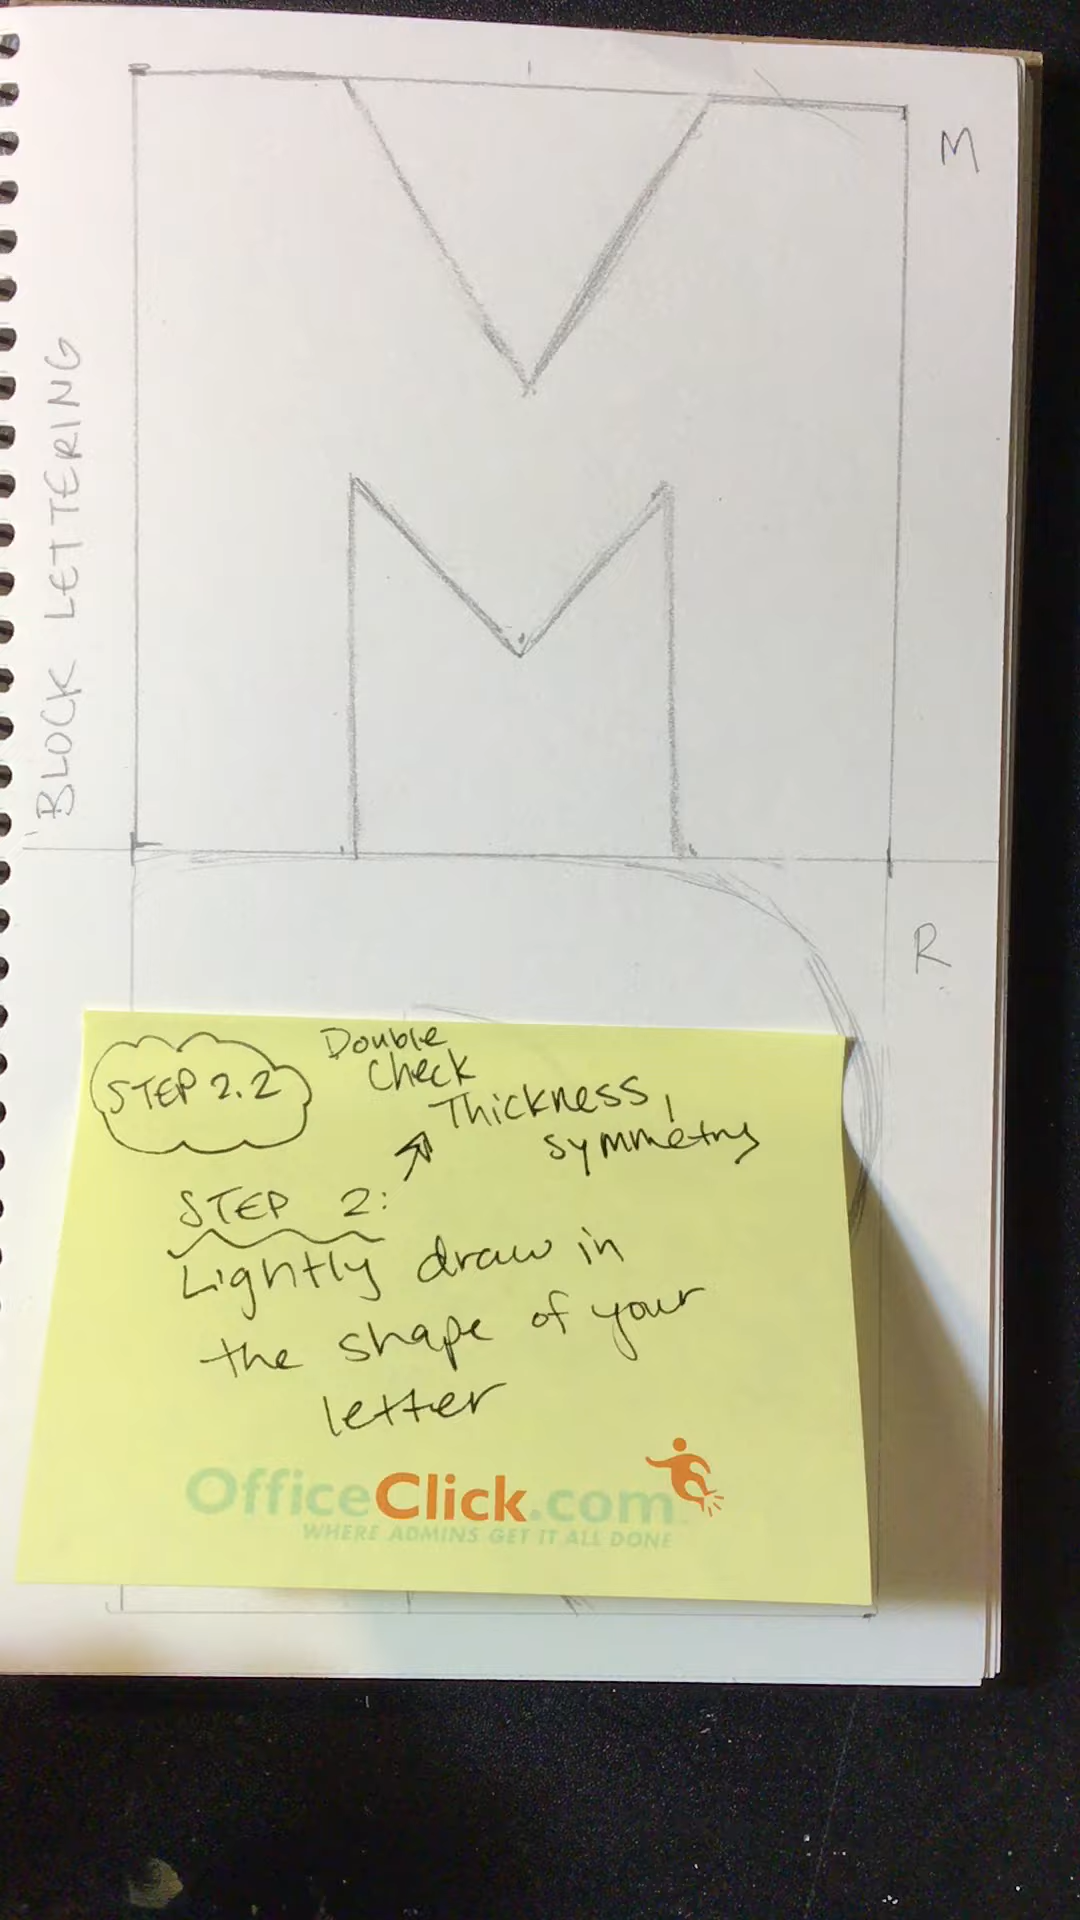 M
BLOCK LETTERING
R
STEP 2.2
Double
Check
Thickness,
symmetry
STEP 2:
Lightly draw in
the shape of your
letter
OfficeClick.com
WHERE ADMINS GET IT ALL DONE